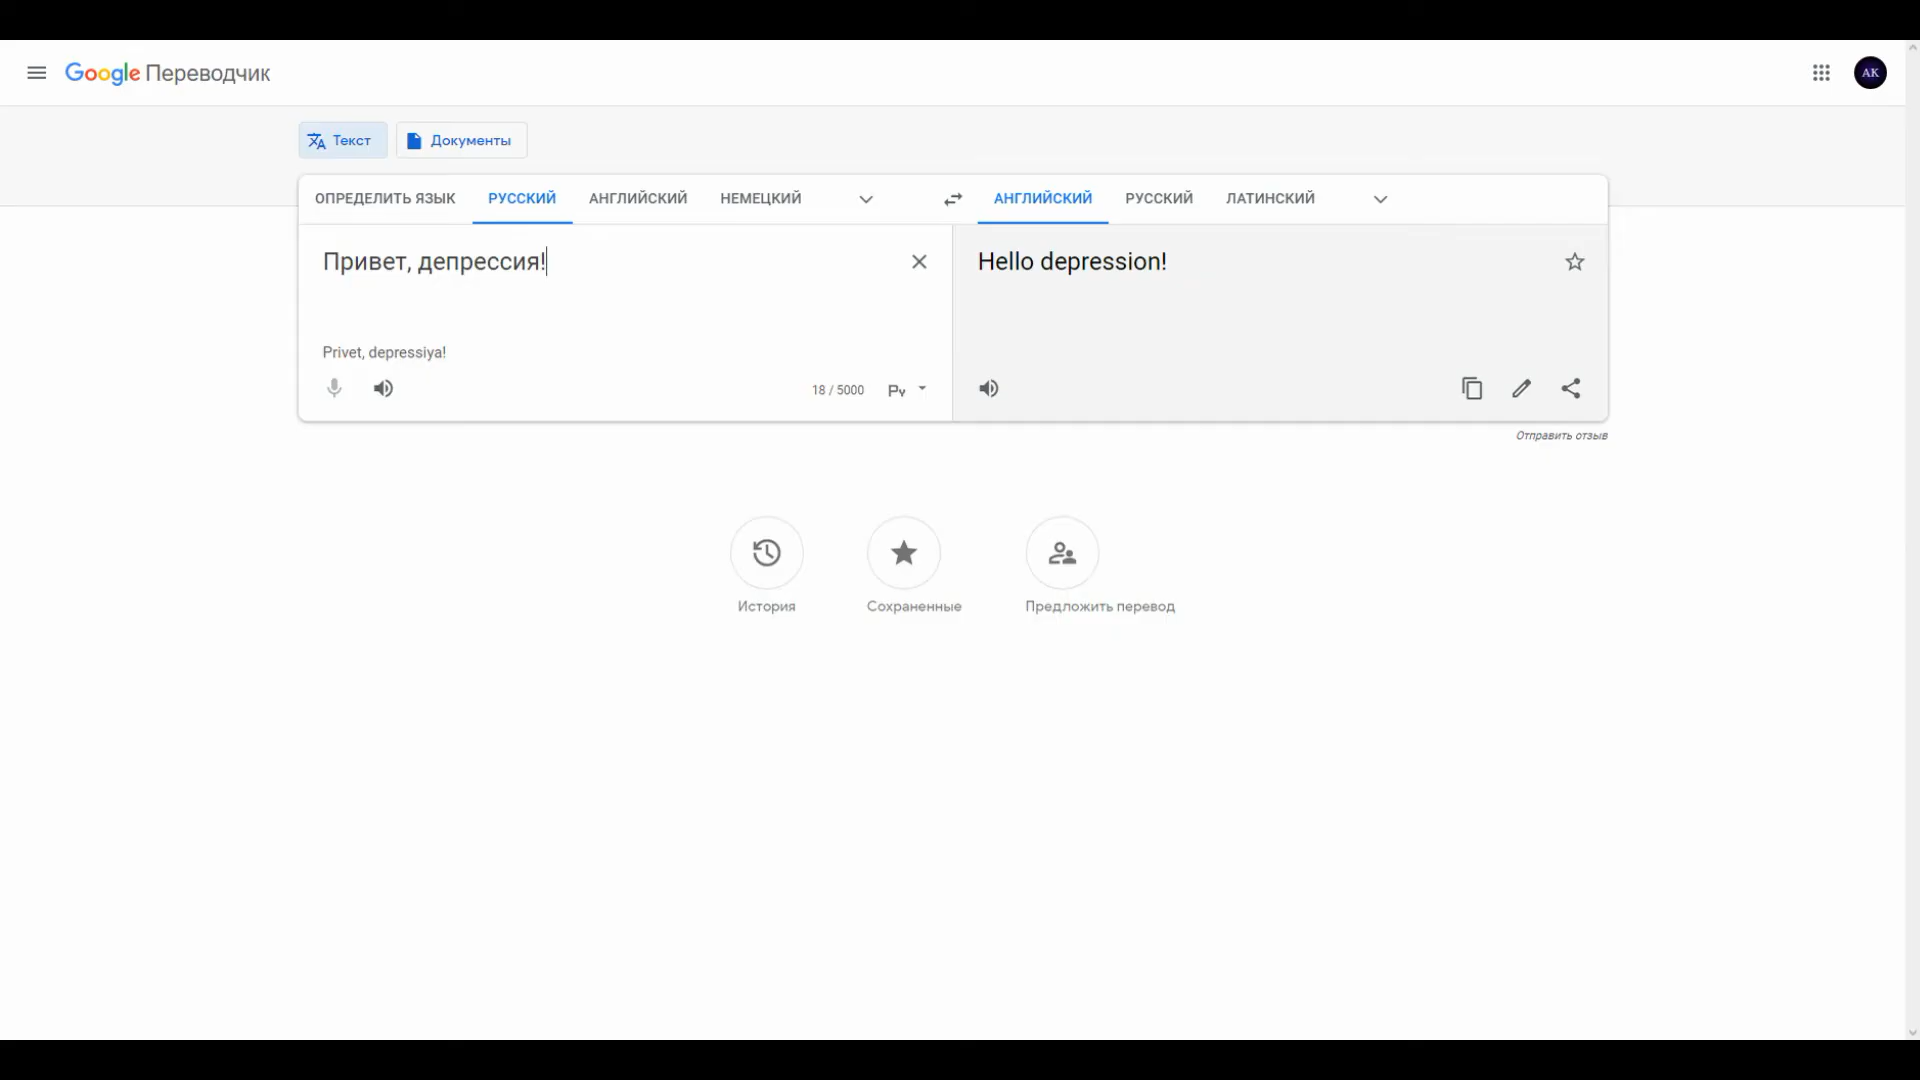 Google Переводчик
AK
Текст
Документы
ОПРЕДЕЛИТЬ ЯЗЫК РУССКИЙ АНГЛИЙСКИЙ НЕМЕЦКИЙ
АНГЛИЙСКИЙ РУССКИЙ ЛАТИНСКИЙ
Привет, депрессия!
Hello depression!
Privet, depressiya!
18 / 5000
Ру
Отправить отзыв
История
Сохраненные
Предложить перевод